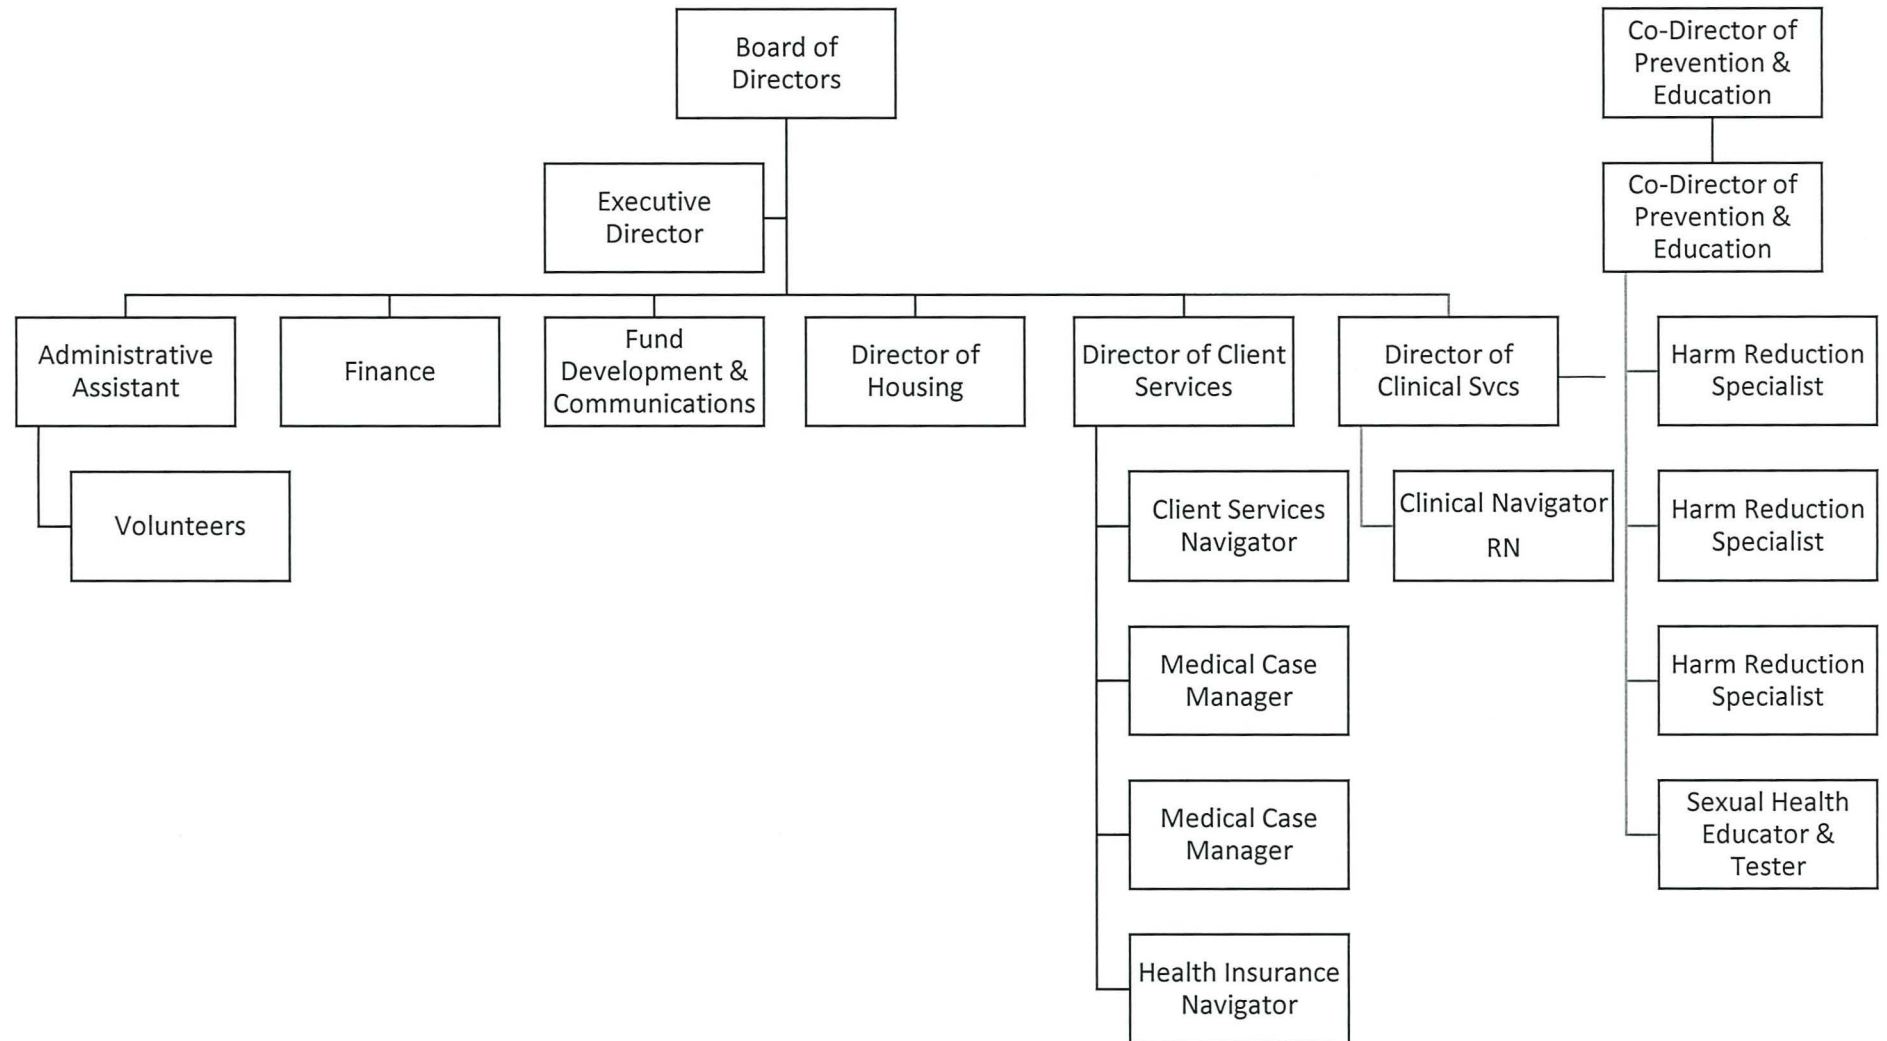 Board of
Directors
Co-Director of
Prevention &
Education
Executive
Director
Co-Director of
Prevention &
Education
Administrative
Assistant
Finance
Fund
Development &
Communications
Director of
Housing
Director of Client
Services
Director of
Clinical Svcs
Harm Reduction
Specialist
Volunteers
Client Services
Navigator
Clinical Navigator
RN
Harm Reduction
Specialist
Medical Case
Manager
Harm Reduction
Specialist
Medical Case
Manager
Sexual Health
Educator &
Tester
Health Insurance
Navigator